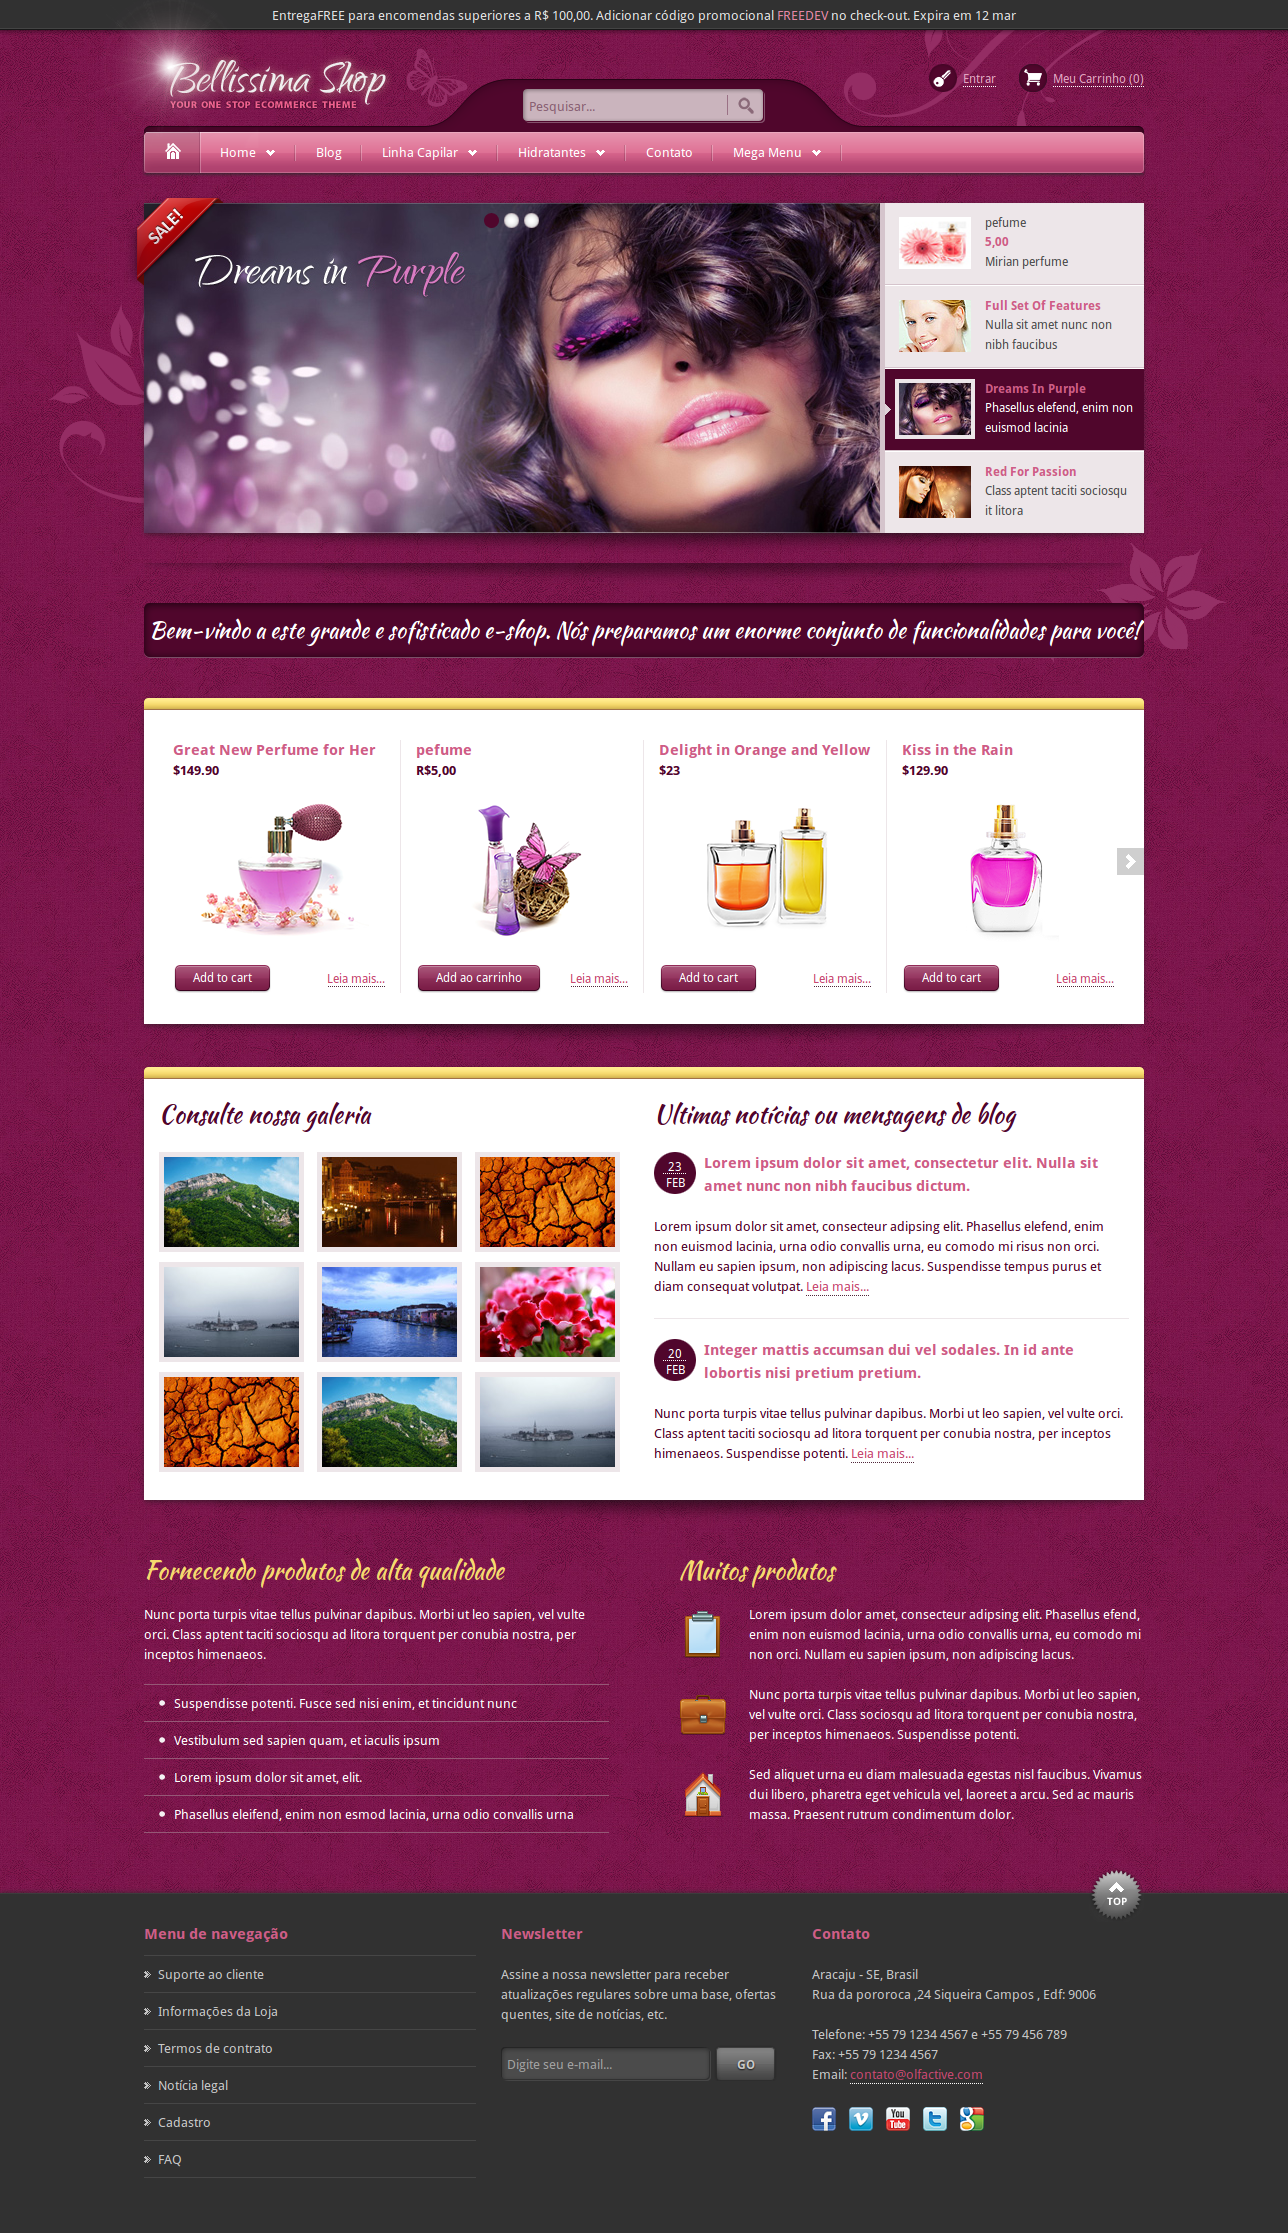 EntregaFREE para encomendas superiores a R$ 100,00. Adicionar código promocional FREEDEV no check-out. Expira em 12 mar
Bellissima Shop
YOUR ONE STOP ECOMMERCE THEME
Pesquisar...
Entrar
Meu Carrinho (0)
Home
Blog
Linha Capilar
Hidratantes
Contato
Mega Menu
SALE!
Dreams in Purple
pefume
5,00
Mirian perfume
Full Set Of Features
Nulla sit amet nunc non
nibh faucibus
Dreams In Purple
Phasellus elefend, enim non
euismod lacinia
Red For Passion
Class aptent taciti sociosqu
it litora
Bem-vindo a este grande e sofisticado e-shop. Nós preparamos um enorme conjunto de funcionalidades para você!
Great New Perfume for Her
$149.90
Add to cart
Leia mais...
pefume
R$5,00
Add ao carrinho
Leia mais...
Delight in Orange and Yellow
$23
Add to cart
Leia mais...
Kiss in the Rain
$129.90
Add to cart
Leia mais...
Consulte nossa galeria
Ultimas notícias ou mensagens de blog
23
FEB
Lorem ipsum dolor sit amet, consectetur elit. Nulla sit
amet nunc non nibh faucibus dictum.
Lorem ipsum dolor sit amet, consecteur adipsing elit. Phasellus elefend, enim
non euismod lacinia, urna odio convallis urna, eu comodo mi risus non orci.
Nullam eu sapien ipsum, non adipiscing lacus. Suspendisse tempus purus et
diam consequat volutpat. Leia mais...
20
FEB
Integer mattis accumsan dui vel sodales. In id ante
lobortis nisi pretium pretium.
Nunc porta turpis vitae tellus pulvinar dapibus. Morbi ut leo sapien, vel vulte orci.
Class aptent taciti sociosqu ad litora torquent per conubia nostra, per inceptos
himenaeos. Suspendisse potenti. Leia mais...
Fornecendo produtos de alta qualidade
Nunc porta turpis vitae tellus pulvinar dapibus. Morbi ut leo sapien, vel vulte
orci. Class aptent taciti sociosqu ad litora torquent per conubia nostra, per
inceptos himenaeos.
Suspendisse potenti. Fusce sed nisi enim, et tincidunt nunc
Vestibulum sed sapien quam, et iaculis ipsum
Lorem ipsum dolor sit amet, elit.
Phasellus eleifend, enim non esmod lacinia, urna odio convallis urna
Muitos produtos
Lorem ipsum dolor amet, consecteur adipsing elit. Phasellus efend,
enim non euismod lacinia, urna odio convallis urna, eu comodo mi
non orci. Nullam eu sapien ipsum, non adipiscing lacus.
Nunc porta turpis vitae tellus pulvinar dapibus. Morbi ut leo sapien,
vel vulte orci. Class sociosqu ad litora torquent per conubia nostra,
per inceptos himenaeos. Suspendisse potenti.
Sed aliquet urna eu diam malesuada egestas nisl faucibus. Vivamus
dui libero, pharetra eget vehicula vel, laoreet a arcu. Sed ac mauris
massa. Praesent rutrum condimentum dolor.
TOP
Menu de navegação
Suporte ao cliente
Informações da Loja
Termos de contrato
Notícia legal
Cadastro
FAQ
Newsletter
Assine a nossa newsletter para receber
atualizações regulares sobre uma base, ofertas
quentes, site de notícias, etc.
Digite seu e-mail...
GO
Contato
Aracaju - SE, Brasil
Rua da pororoca ,24 Siqueira Campos , Edf: 9006
Telefone: +55 79 1234 4567 e +55 79 456 789
Fax: +55 79 1234 4567
Email: contato@olfactive.com
You
Tube